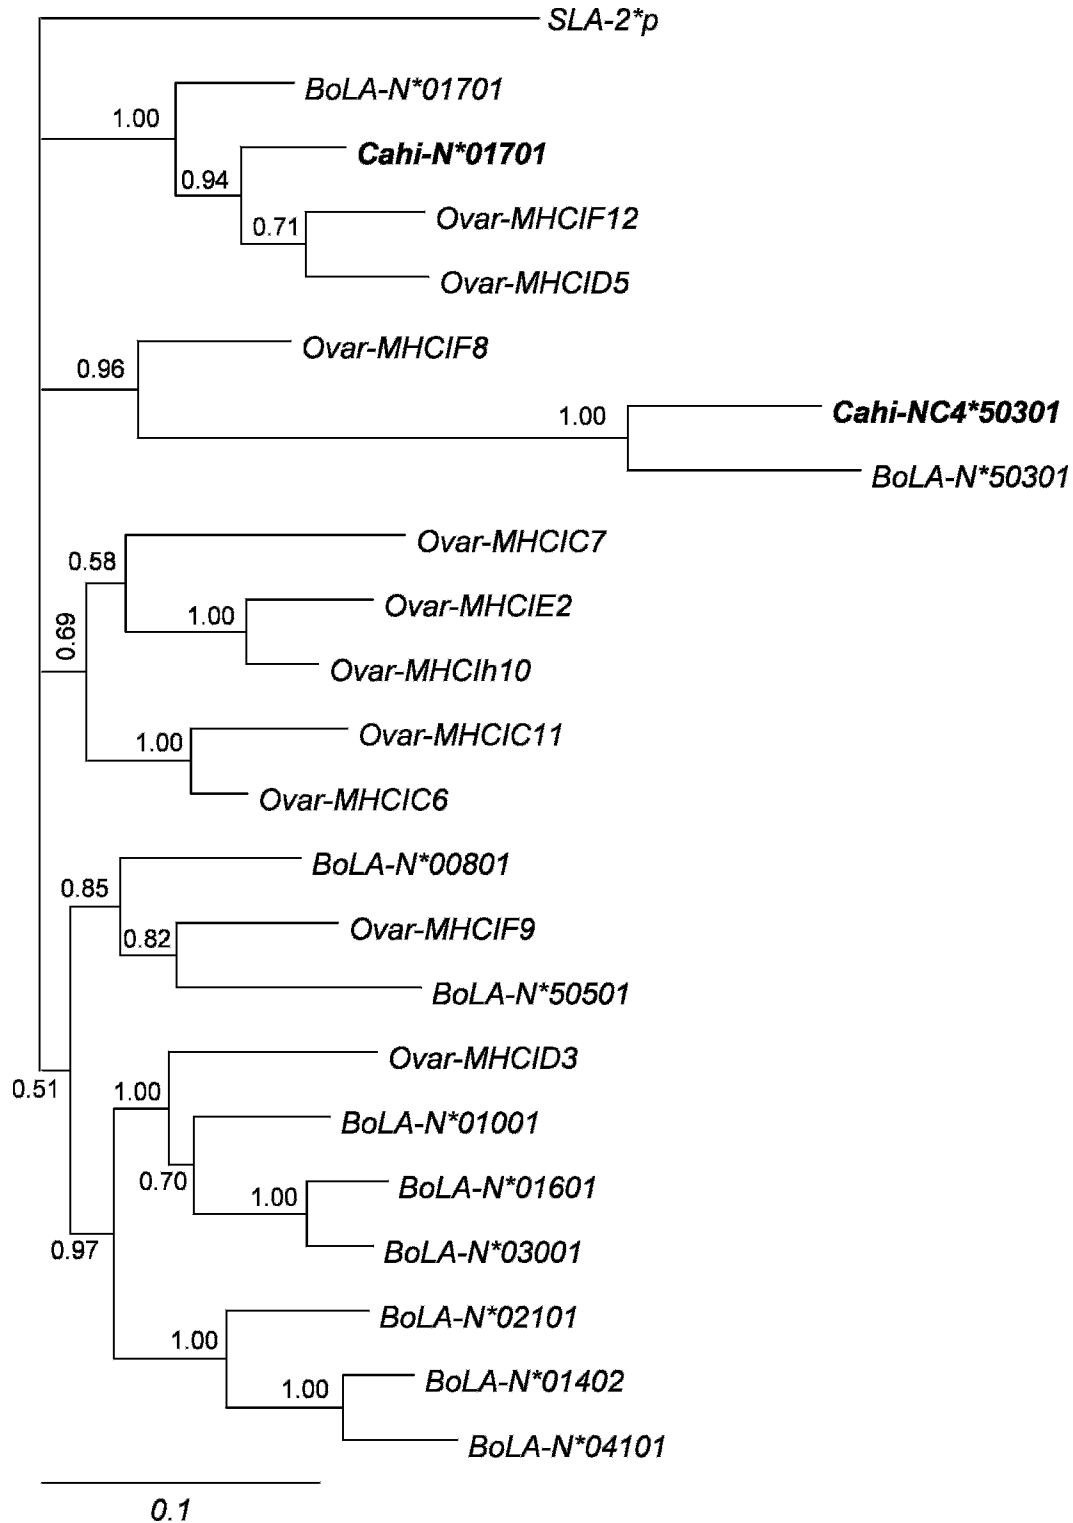 SLA-2*p
BoLA-N*01701
1.00
Cahi-N*01701
0.94
Ovar-MHCIF12
0.71
Ovar-MHCID5
Ovar-MHCIF8
0.96
Cahi-NC4*50301
1.00
BoLA-N*50301
Ovar-MHCIC7
0.58
Ovar-MHCIE2
1.00
0.69
Ovar-MHCIh10
Ovar-MHCIC11
1.00
Ovar-MHCIC6
BoLA-N*00801
0.85
Ovar-MHCIF9
0.82
BoLA-N*50501
Ovar-MHCID3
0.51
1.00
BoLA-N*01001
0.70
BoLA-N*01601
1.00
BoLA-N*03001
0.97
BoLA-N*02101
1.00
BoLA-N*01402
1.00
BoLA-N*04101
0.1